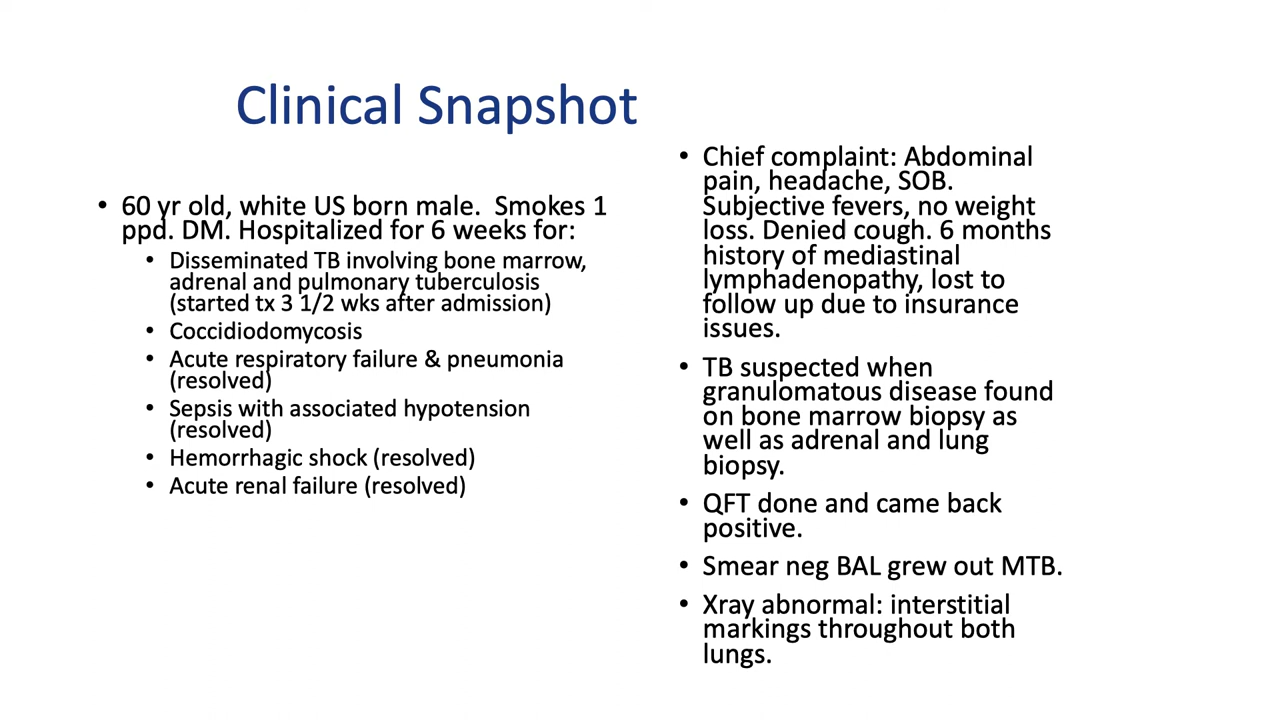 Clinical Snapshot
• 60 yr old, white US born male.  Smokes 1
ppd. DM. Hospitalized for 6 weeks for:
• Disseminated TB involving bone marrow,
adrenal and pulmonary tuberculosis
(started tx 3 1/2 wks after admission)
• Coccidiodomycosis
• Acute respiratory failure & pneumonia
(resolved)
• Sepsis with associated hypotension
(resolved)
• Hemorrhagic shock (resolved)
• Acute renal failure (resolved)
• Chief complaint: Abdominal
pain, headache, SOB.
Subjective fevers, no weight
loss. Denied cough. 6 months
history of mediastinal
lymphadenopathy, lost to
follow up due to insurance
issues.
• TB suspected when
granulomatous disease found
on bone marrow biopsy as
well as adrenal and lung
biopsy.
• QFT done and came back
positive.
• Smear neg BAL grew out MTB.
• Xray abnormal: interstitial
markings throughout both
lungs.